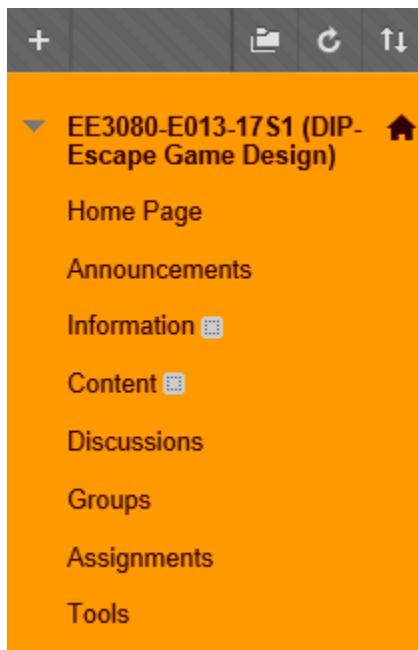 EE3080-E013-17S1 (DIP-
Escape Game Design)
Home Page
Announcements
Information
Content
Discussions
Groups
Assignments
Tools